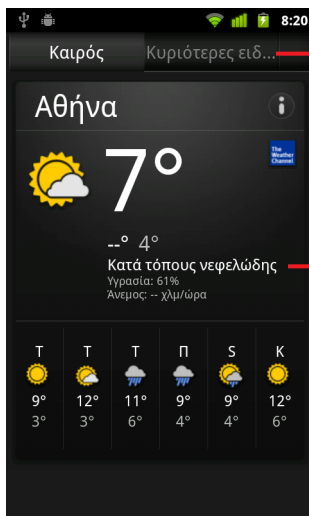 8:20
Καιρός Κυριότερες ειδ...
Αθήνα
The Weather Channel
7°
--° 4°
Κατά τόπους νεφελώδης
Υγρασία: 61%
Άνεμος: -- χλμ/ώρα
Τ Τ Τ Π S Κ
9° 12° 11° 9° 9° 12°
3° 3° 6° 4° 4° 6°